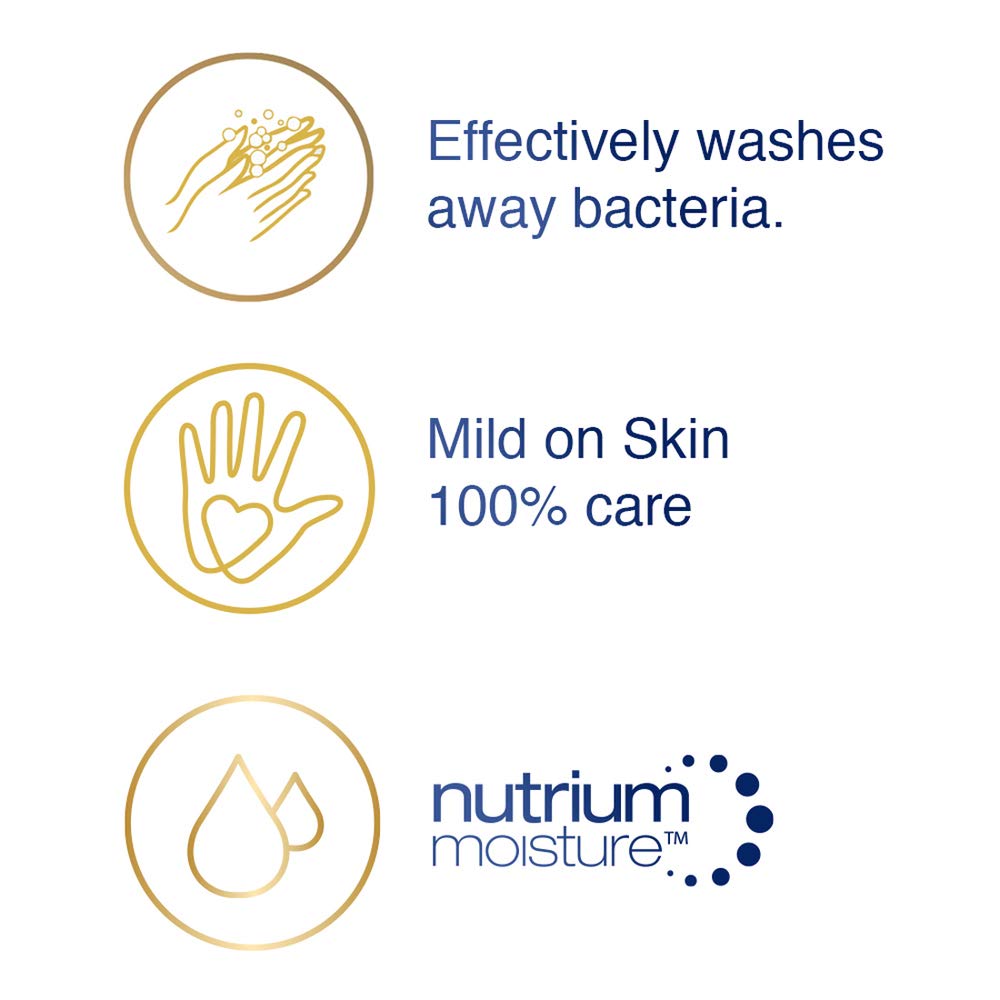 Effectively washes
away bacteria.
Mild on Skin
100% care
nutrium
moisture™